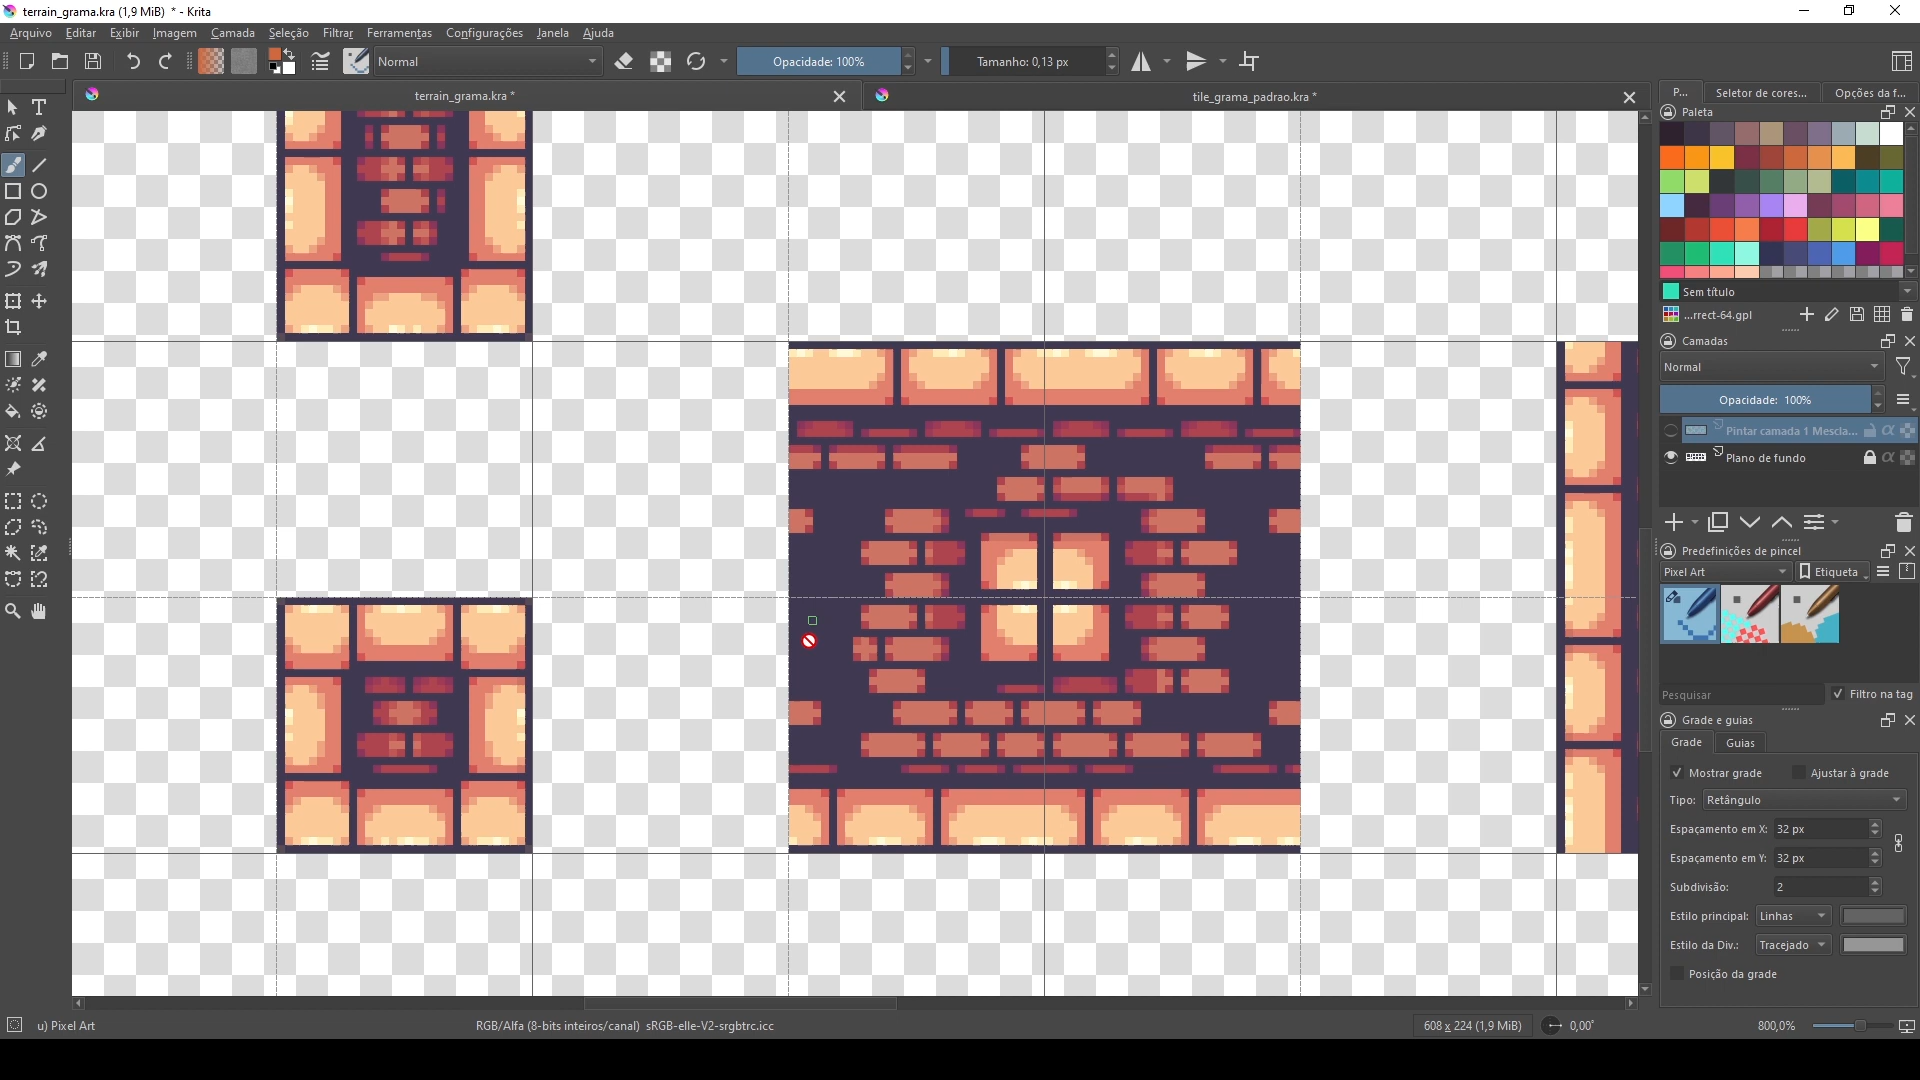 terrain_grama.kra (1,9 MiB)  * - Krita
Arquivo Editar Exibir Imagem Camada Seleção Filtrar Ferramentas Configurações Janela Ajuda
Normal
Opacidade: 100%
Tamanho: 0,13 px
terrain_grama.kra *
tile_grama_padrao.kra *
P...
Seletor de cores...
Opções da f...
Paleta
Sem título
...rrect-64.gpl
Camadas
Normal
Opacidade:  100%
Pintar camada 1 Mescla...
Plano de fundo
Predefinições de pincel
Pixel Art
Etiqueta
Pesquisar
Filtro na tag
Grade e guias
Grade
Guias
Mostrar grade
Ajustar à grade
Tipo: Retângulo
Espaçamento em X: 32 px
Espaçamento em Y: 32 px
Subdivisão: 2
Estilo principal: Linhas
Estilo da Div.: Tracejado
Posição da grade
u) Pixel Art
RGB/Alfa (8-bits inteiros/canal)  sRGB-elle-V2-srgbtrc.icc
608 x 224 (1,9 MiB)
0,00°
800,0%